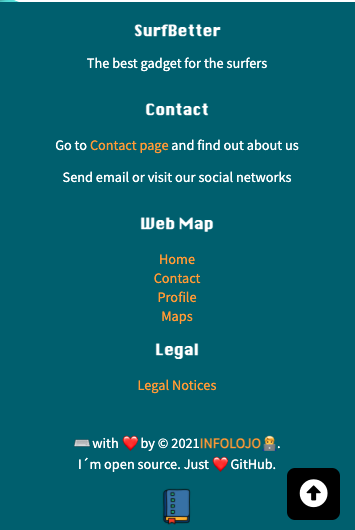 SurfBetter
The best gadget for the surfers
Contact
Go to Contact page and find out about us
Send email or visit our social networks
Web Map
Home
Contact
Profile
Maps
Legal
Legal Notices
⌨️ with ❤️ by © 2021INFOLOJO👨‍💻.
I´m open source. Just ❤️GitHub.